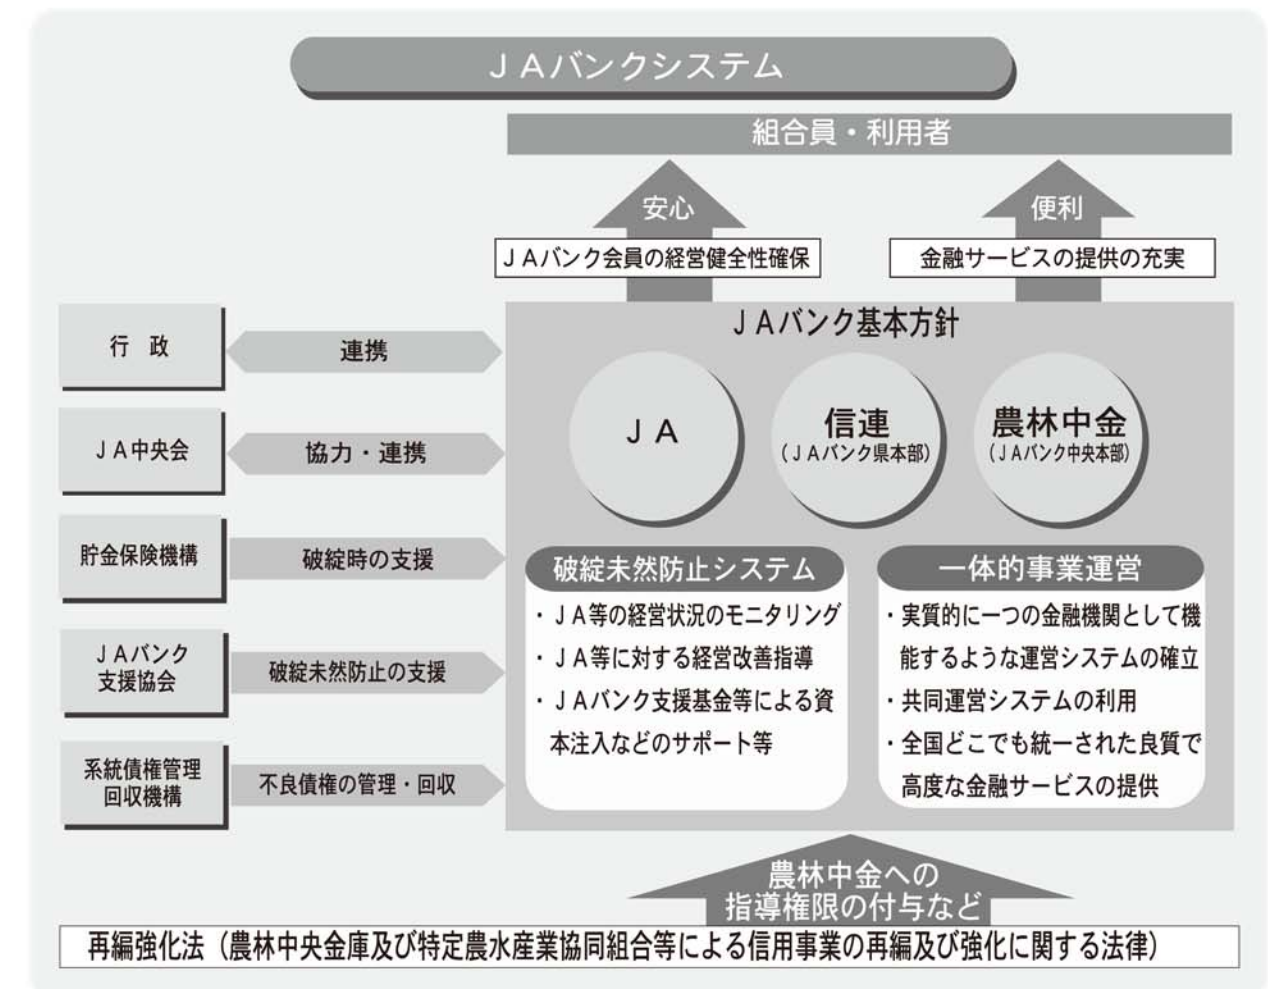 JAバンクシステム
組合員・利用者
安心
便利
JAバンク会員の経営健全性確保
金融サービスの提供の充実
JAバンク基本方針
行 政
連携
JA
信連
(JAバンク県本部)
農林中金
(JAバンク中央本部)
JA中央会
協力・連携
貯金保険機構
破綻時の支援
JAバンク
支援協会
破綻未然防止の支援
系統債権管理
回収機構
不良債権の管理・回収
破綻未然防止システム
・JA等の経営状況のモニタリング
・JA等に対する経営改善指導
・JAバンク支援基金等による資
本注入などのサポート等
一体的事業運営
・実質的に一つの金融機関として機
能するような運営システムの確立
・共同運営システムの利用
・全国どこでも統一された良質で
高度な金融サービスの提供
農林中金への
指導権限の付与など
再編強化法（農林中央金庫及び特定農水産業協同組合等による信用事業の再編及び強化に関する法律）